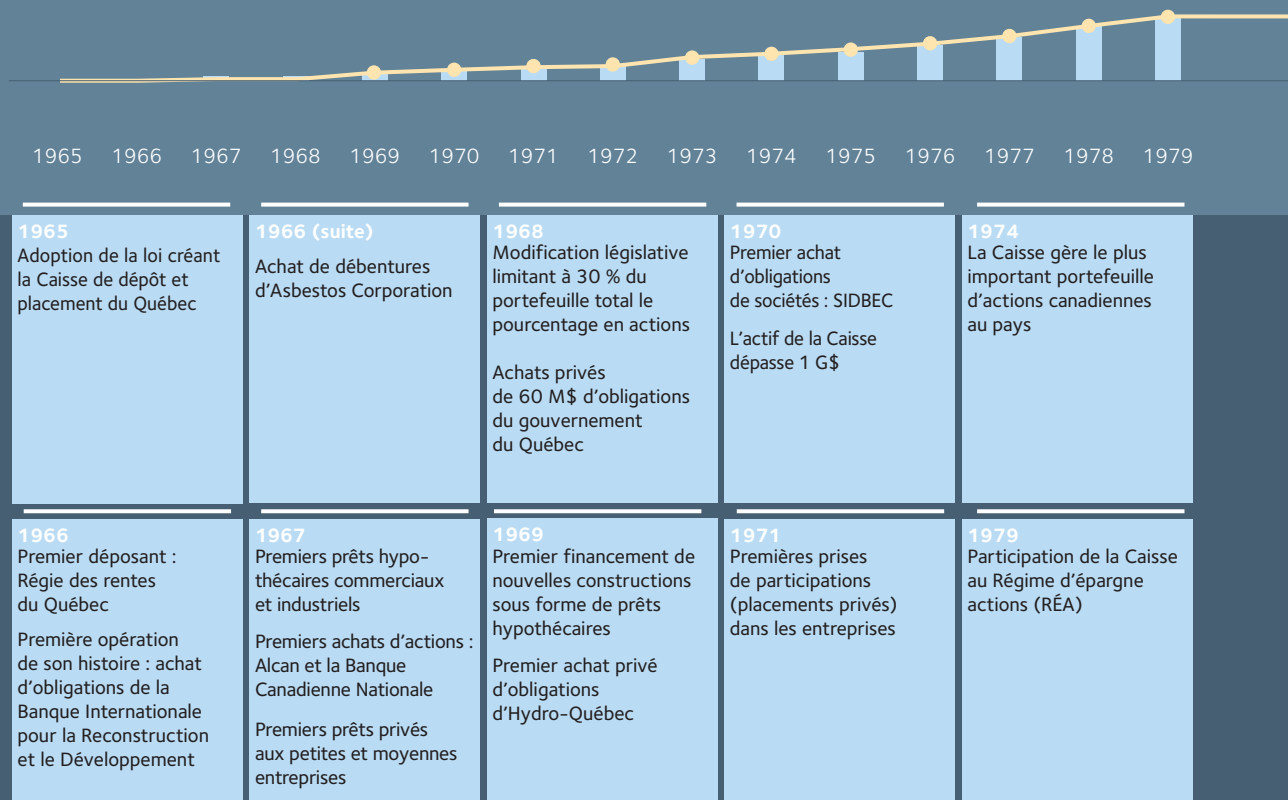 1965 1966 1967 1968 1969 1970 1971 1972 1973 1974 1975 1976 1977 1978 1979
1965
Adoption de la loi créant
la Caisse de dépôt et
placement du Québec
1966
Premier déposant :
Régie des rentes
du Québec
Première opération
de son histoire : achat
d'obligations de la
Banque Internationale
pour la Reconstruction
et le Développement
1966 (suite)
Achat de débentures
d'Asbestos Corporation
1967
Premiers prêts hypo-
thécaires commerciaux
et industriels
Premiers achats d'actions :
Alcan et la Banque
Canadienne Nationale
Premiers prêts privés
aux petites et moyennes
entreprises
1968
Modification législative
limitant à 30 % du
portefeuille total le
pourcentage en actions
Achats privés
de 60 M$ d'obligations
du gouvernement
du Québec
1969
Premier financement de
nouvelles constructions
sous forme de prêts
hypothécaires
Premier achat privé
d'obligations
d'Hydro-Québec
1970
Premier achat
d'obligations
de sociétés : SIDBEC
L'actif de la Caisse
dépasse 1 G$
1971
Premières prises
de participations
(placements privés)
dans les entreprises
1974
La Caisse gère le plus
important portefeuille
d'actions canadiennes
au pays
1979
Participation de la Caisse
au Régime d'épargne
actions (RÉA)